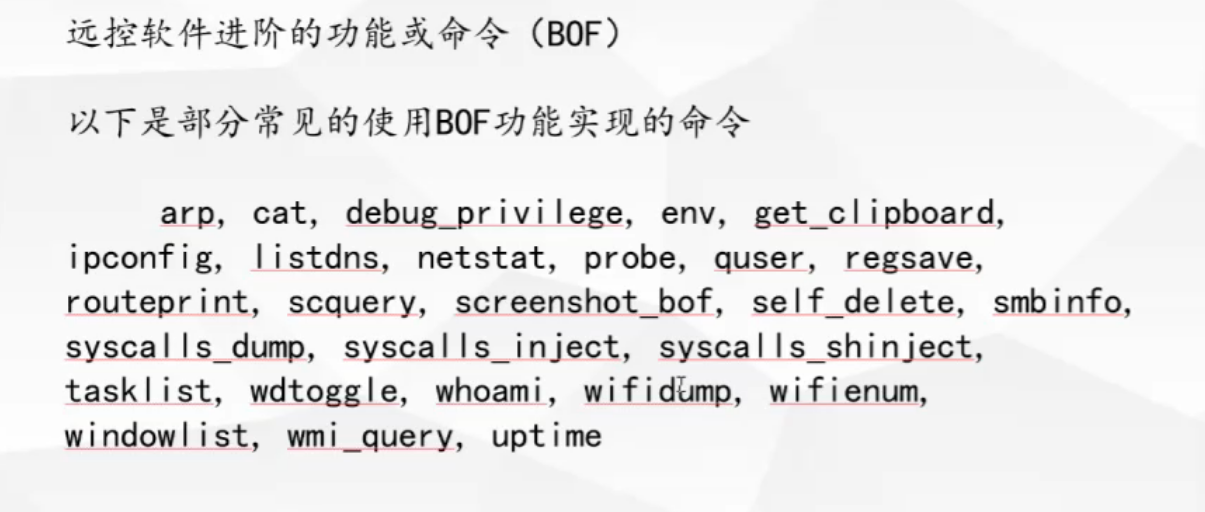 远控软件进阶的功能或命令（BOF）
以下是部分常见的使用BOF功能实现的命令
arp, cat, debug_privilege, env, get_clipboard,
ipconfig, listdns, netstat, probe, quser, regsave,
routeprint, scquery, screenshot_bof, self_delete, smbinfo,
syscalls_dump, syscalls_inject, syscalls_shinject,
tasklist, wdtoggle, whoami, wifidump, wifienum,
windowlist, wmi_query, uptime